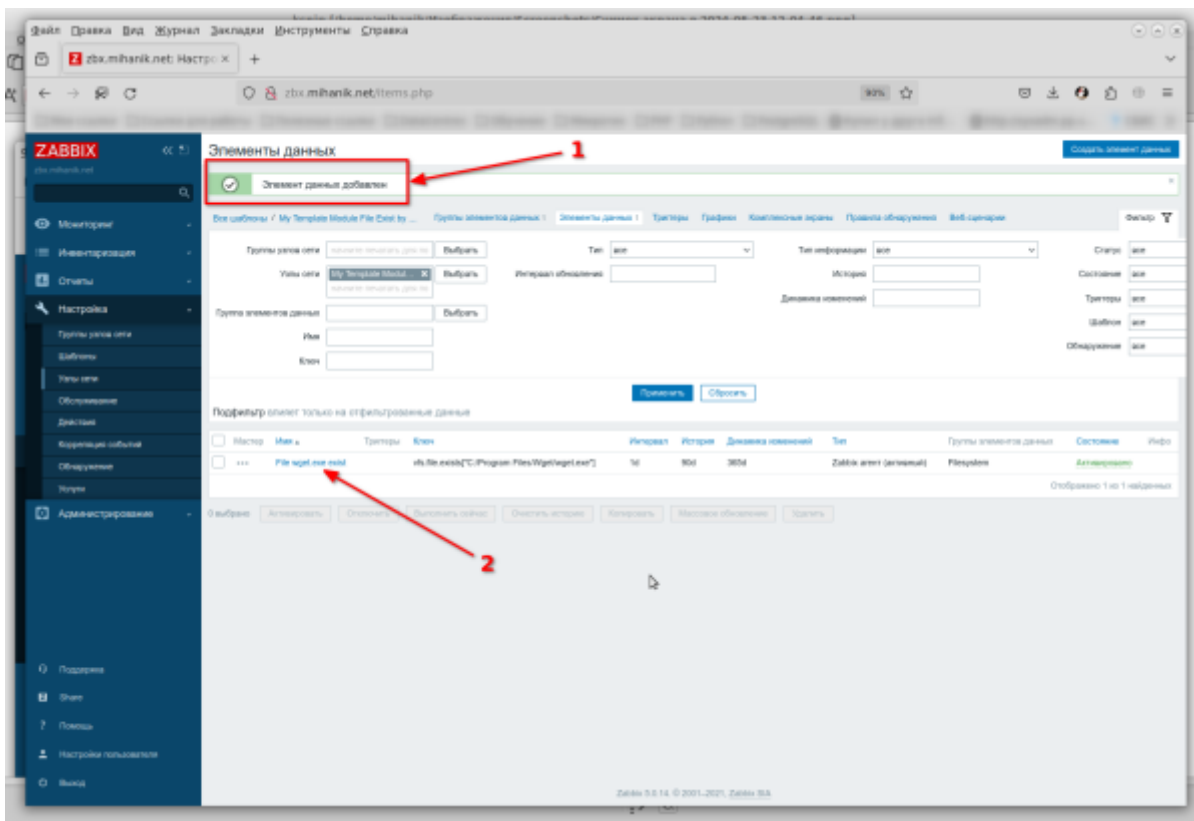 Файл Правка Вид Журнал Закладки Инструменты Справка
zbx.mihanik.net: Настро
zbx.mihanik.net/items.php
90%
ZABBIX
zbx.mihanik.net
Мониторинг
Инвентаризация
Отчеты
Настройка
Группы узлов сети
Шаблоны
Узлы сети
Обслуживание
Действия
Корреляция событий
Обнаружение
Услуги
Администрирование
Поддержка
Share
Помощь
Настройки пользователя
Выход
Элементы данных
1
Создать элемент данных
Элемент данных добавлен
Все шаблоны / My Template Module File Exist by ... Группы элементов данных 1 Элементы данных 1 Триггеры Графики Комплексные экраны Правила обнаружения Веб-сценарии
Фильтр
Группы узлов сети
Выбрать
Тип все
Тип информации все
Статус все
Узлы сети My Template Modul...
Выбрать
Интервал обновления
История
Состояние все
Динамика изменений
Триггеры все
Группа элементов данных
Выбрать
Шаблон все
Имя
Обнаружение все
Ключ
Применить Сбросить
Подфильтр влияет только на отфильтрованные данные
Мастер Имя Триггеры Ключ Интервал История Динамика изменений Тип Группы элементов данных Состояние Инфо
File wget.exe exist vfs.file.exists["C:/Program Files/Wget/wget.exe"] 1d 90d 365d Zabbix агент (активный) Filesystem Активировано
Отображено 1 из 1 найденных
0 выбрано Активировать Отключить Выполнить сейчас Очистить историю Копировать Массовое обновление Удалить
2
Zabbix 5.0.14. © 2001–2021, Zabbix SIA